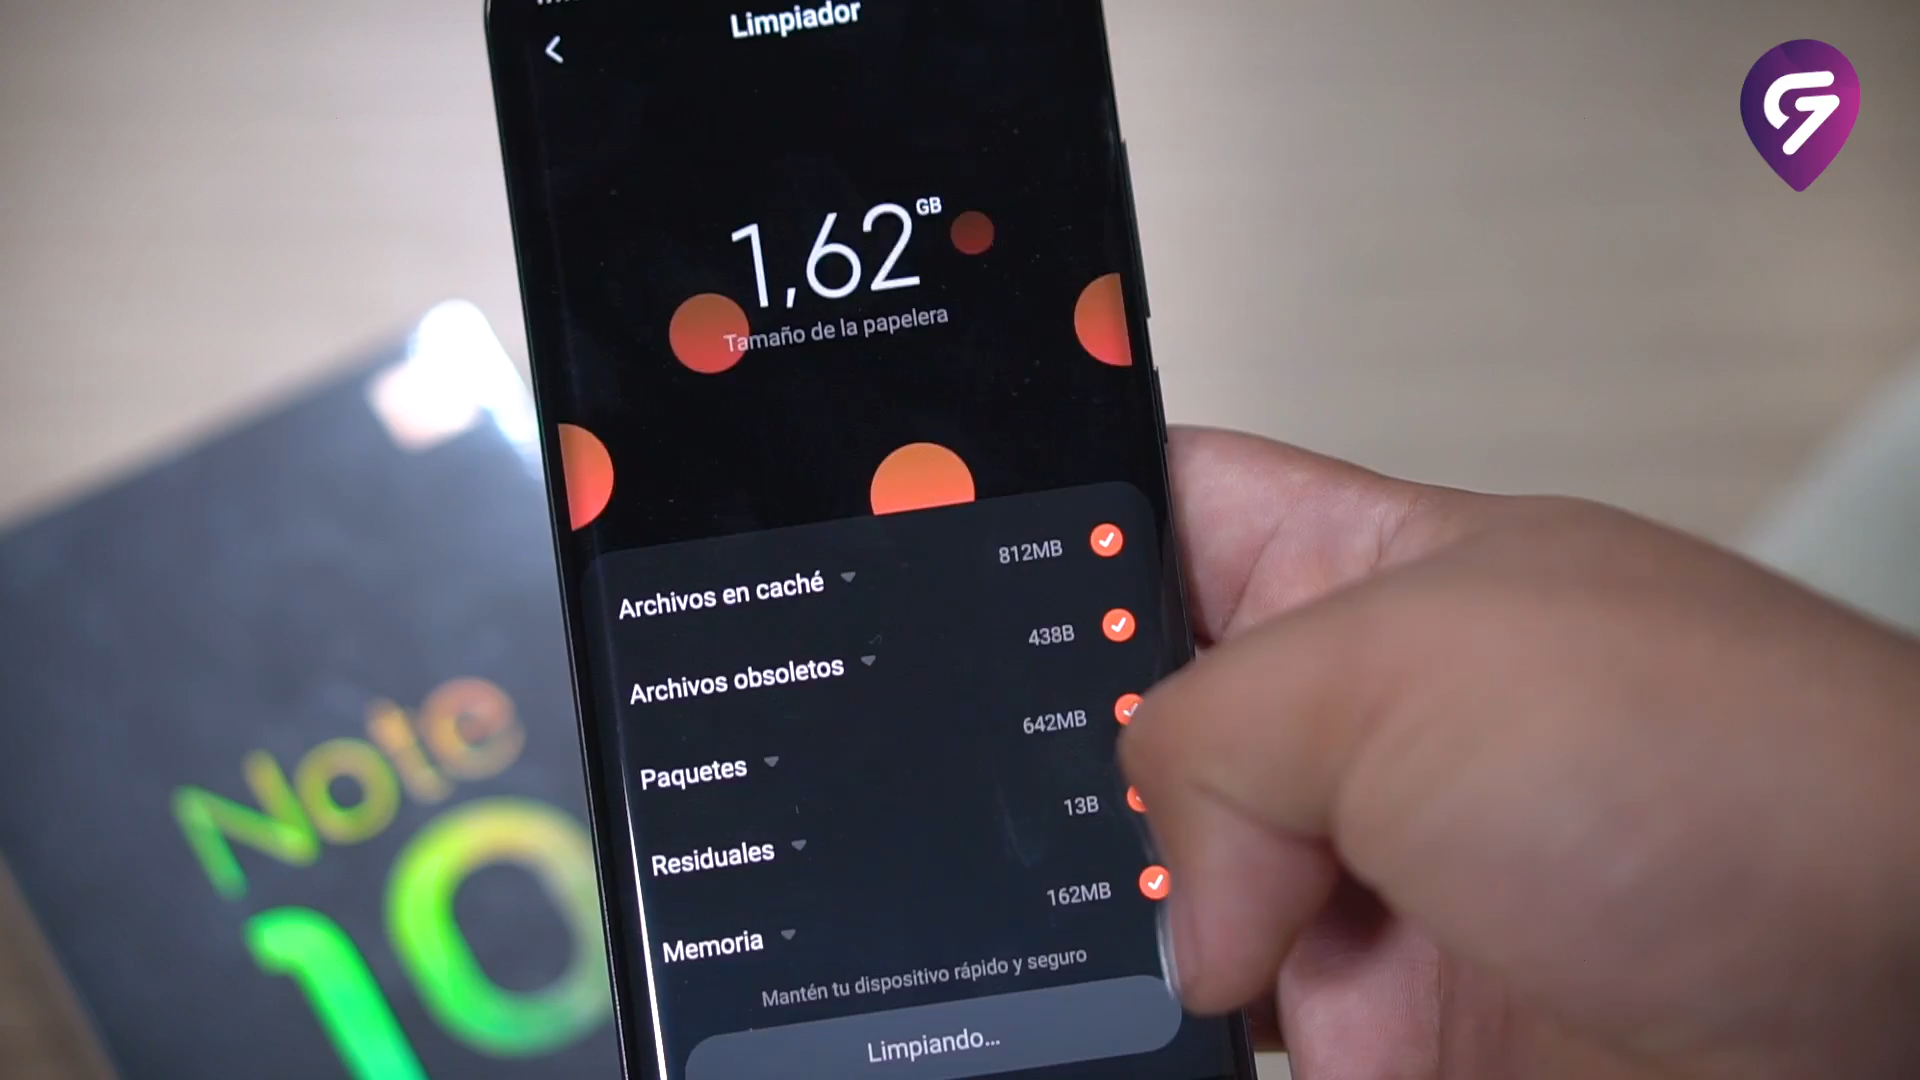 Limpiador
1,62 GB
Tamaño de la papelera
Archivos en caché 812MB
Archivos obsoletos 438B
Paquetes 642MB
Residuales 13B
Memoria 162MB
Mantén tu dispositivo rápido y seguro
Limpiando...
Note
10